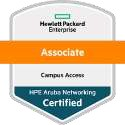 Hewlett Packard
Enterprise
Associate
Campus Access
HPE Aruba Networking
Certified